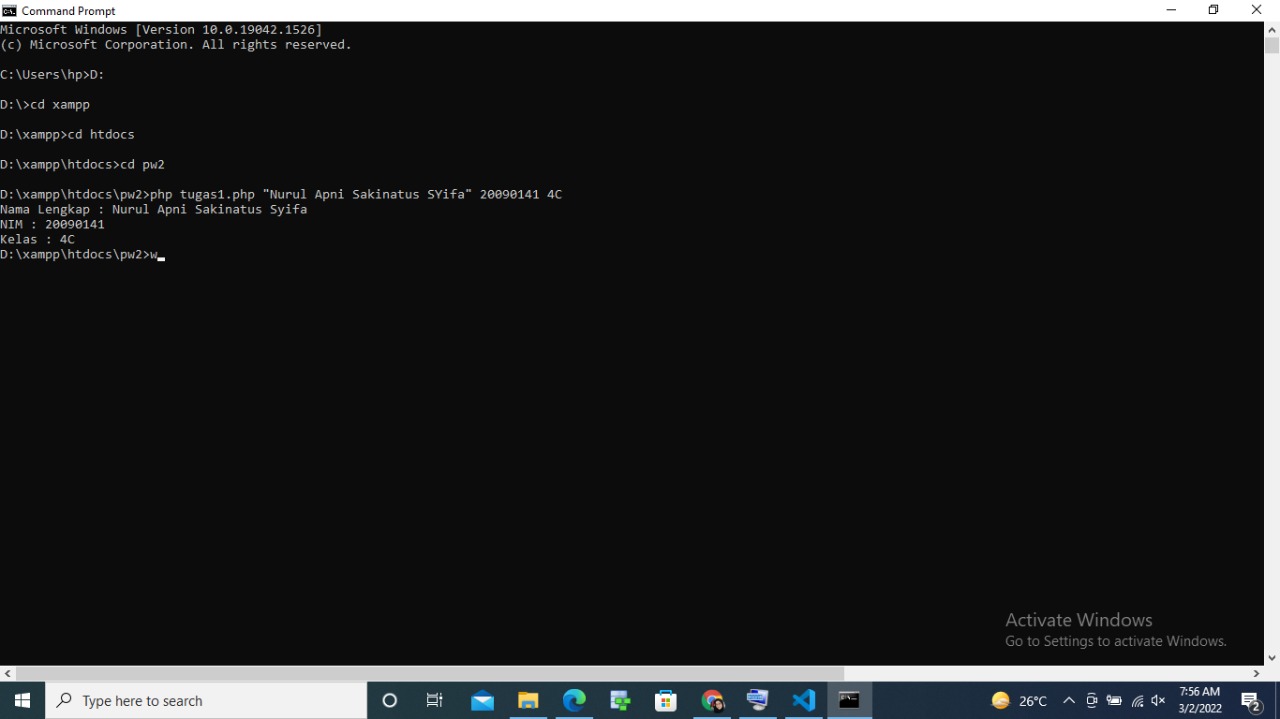 Command Prompt
Microsoft Windows [Version 10.0.19042.1526]
(c) Microsoft Corporation. All rights reserved.
C:\Users\hp>D:
D:\>cd xampp
D:\xampp>cd htdocs
D:\xampp\htdocs>cd pw2
D:\xampp\htdocs\pw2>php tugas1.php "Nurul Apni Sakinatus SYifa" 20090141 4C
Nama Lengkap : Nurul Apni Sakinatus Syifa
NIM : 20090141
Kelas : 4C
D:\xampp\htdocs\pw2>w_
Activate Windows
Go to Settings to activate Windows.
Type here to search
26°C
7:56 AM
3/2/2022
2